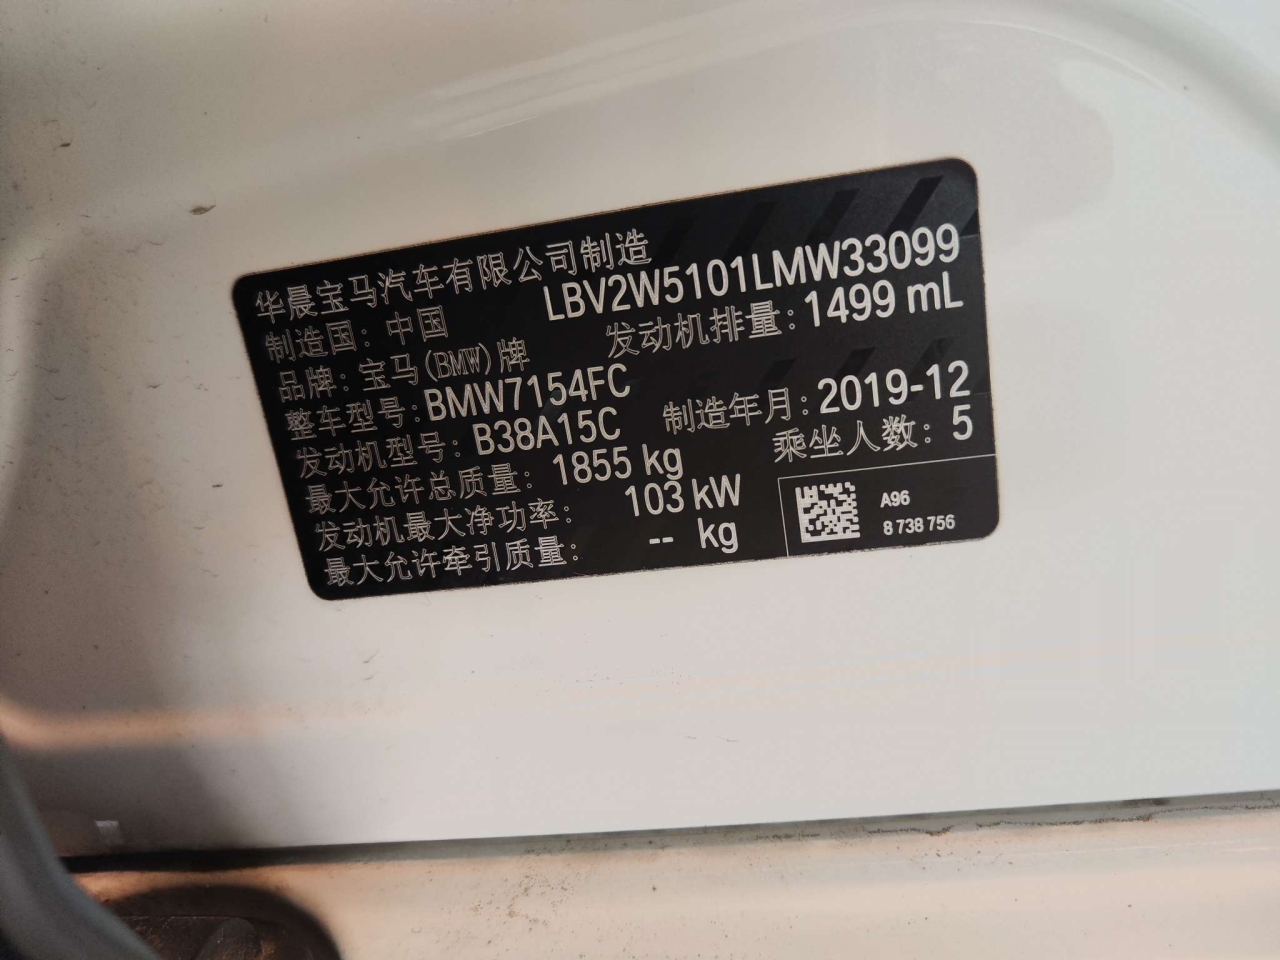 华晨宝马汽车有限公司制造
制造国：中国 LBV2W5101LMW33099
品牌：宝马(BMW)牌 发动机排量：1499 mL
整车型号：BMW7154FC
发动机型号：B38A15C 制造年月：2019-12
最大允许总质量：1855 kg 乘坐人数：5
发动机最大净功率：103 kW
最大允许牵引质量：-- kg
A96
8 738 756